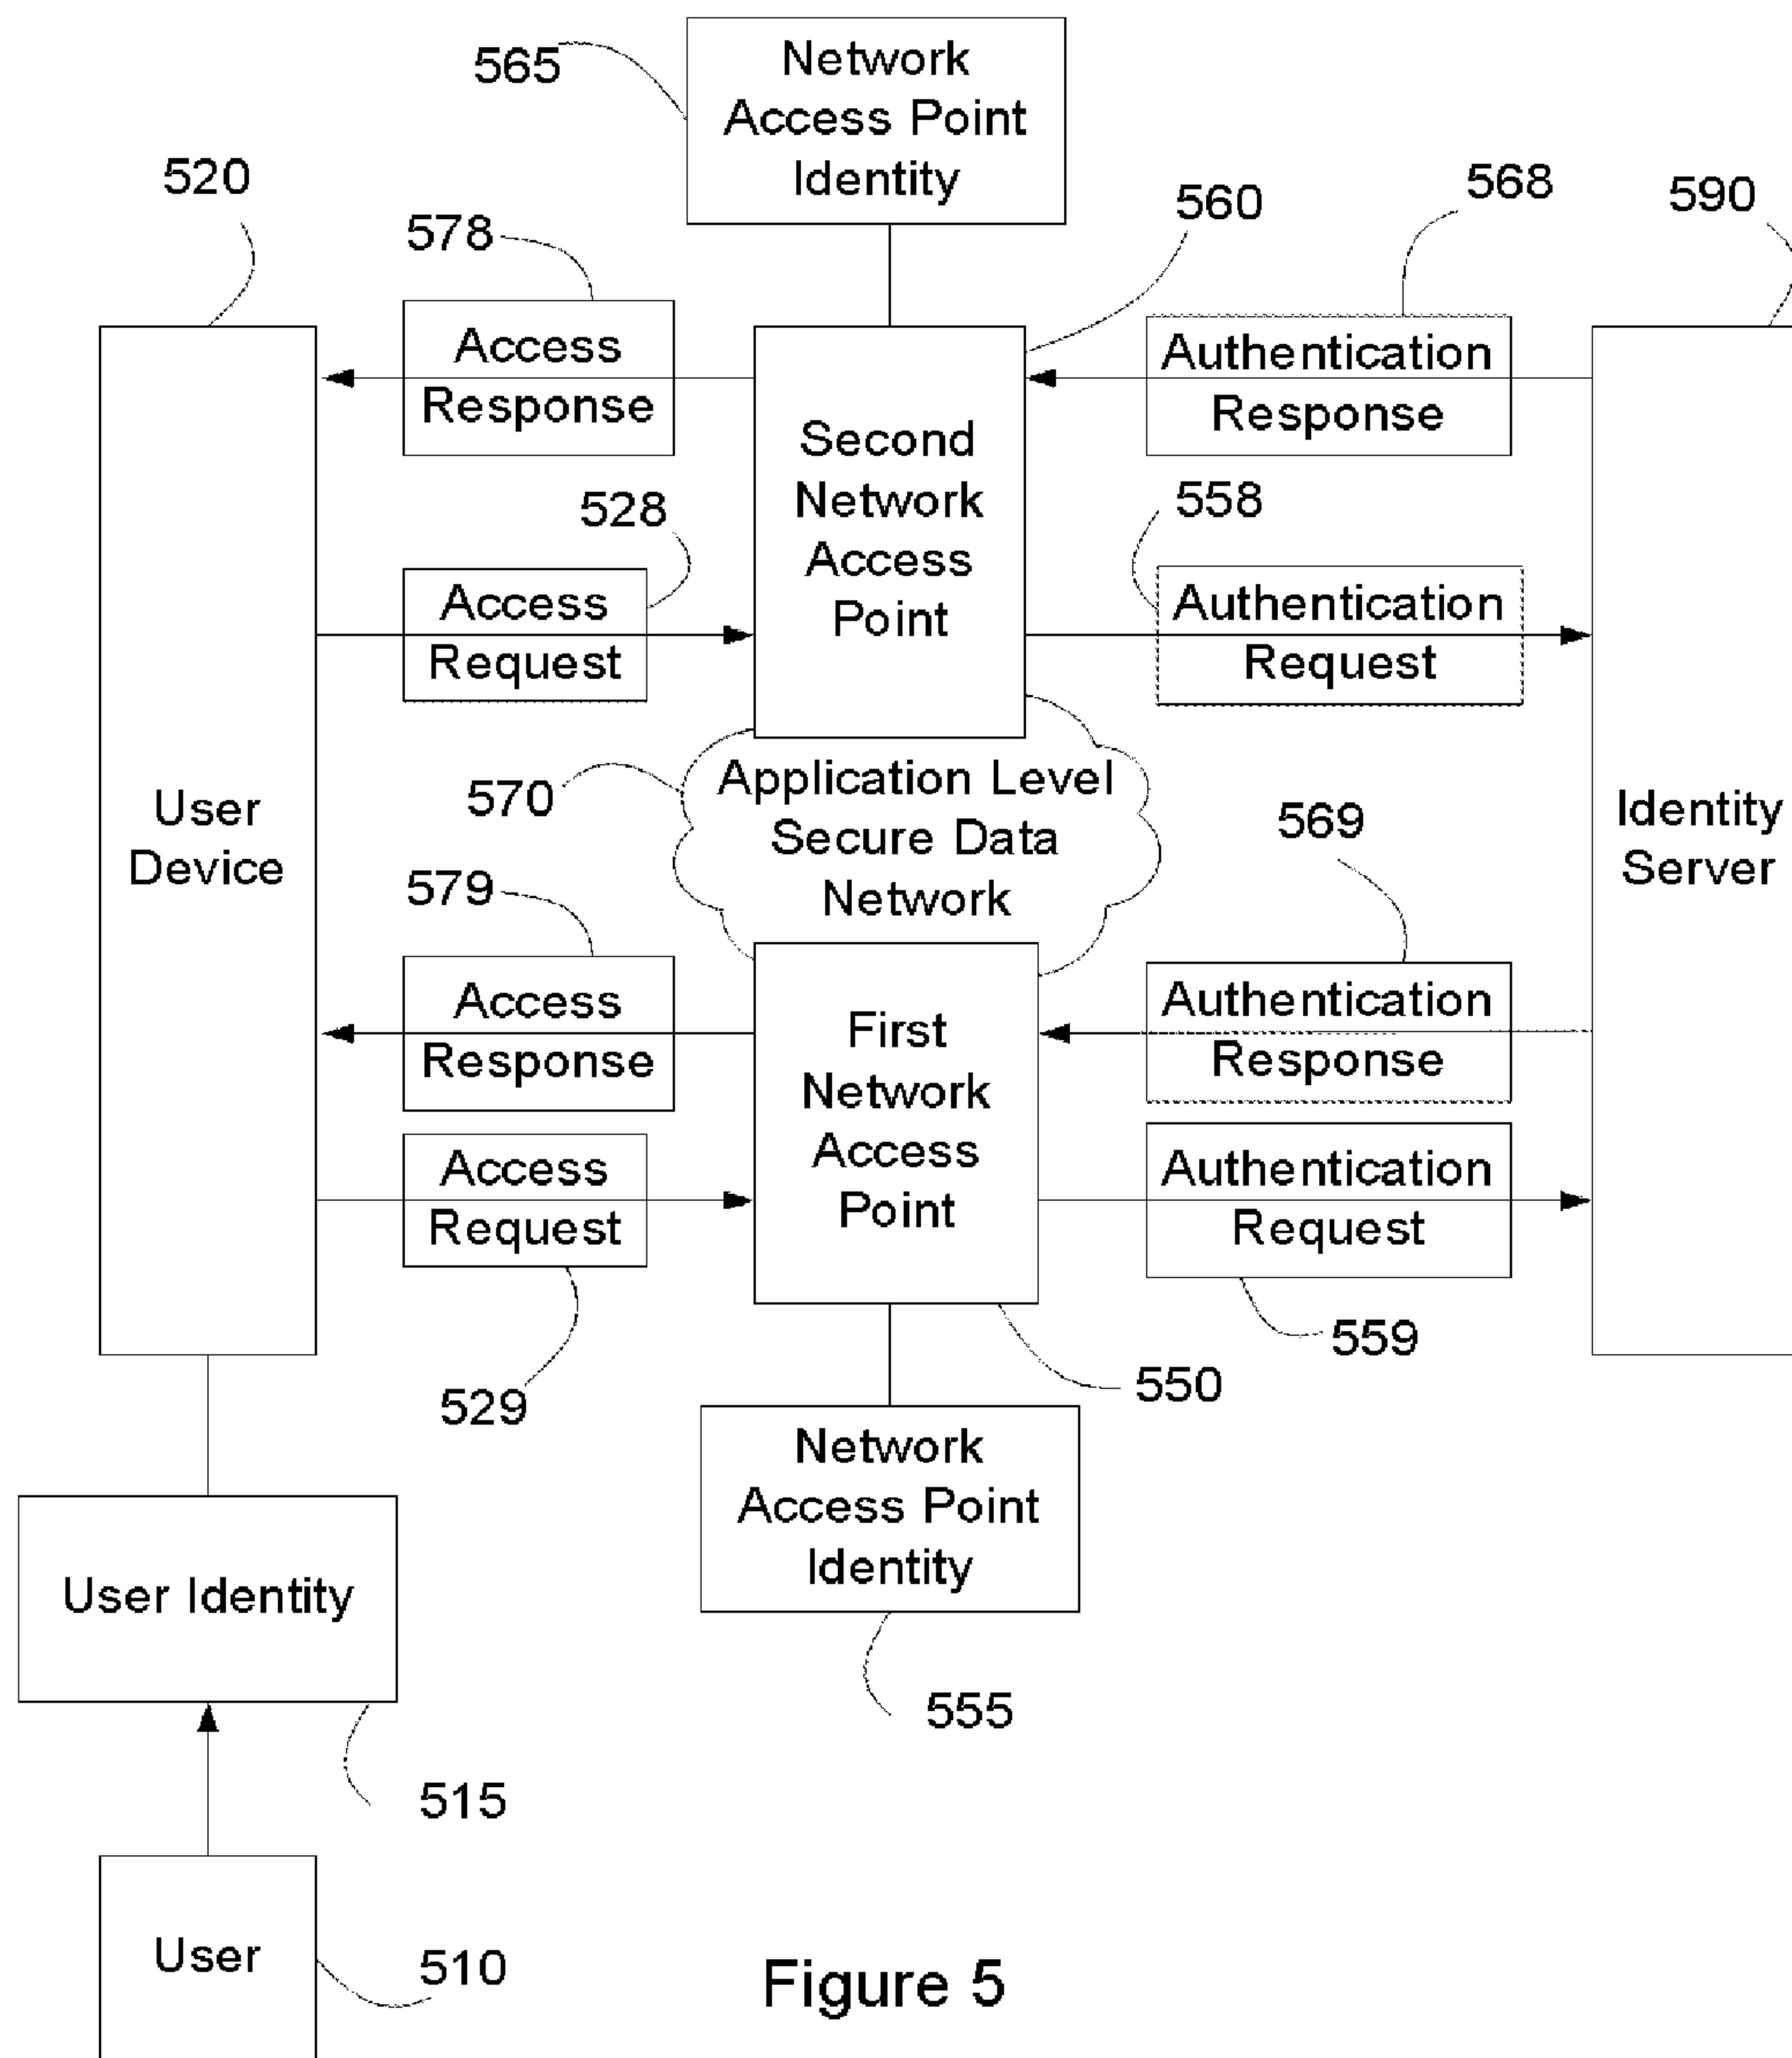 565
Network
Access Point
Identity
520
578
560
568
590
Access
Response
Authentication
Response
Second
Network
Access
Point
528
558
Access
Request
Authentication
Request
570
Application Level
Secure Data
Network
User
Device
579
569
Identity
Server
Access
Response
First
Network
Access
Point
Authentication
Response
Access
Request
Authentication
Request
529
550
559
Network
Access Point
Identity
User Identity
555
515
User
510
Figure 5